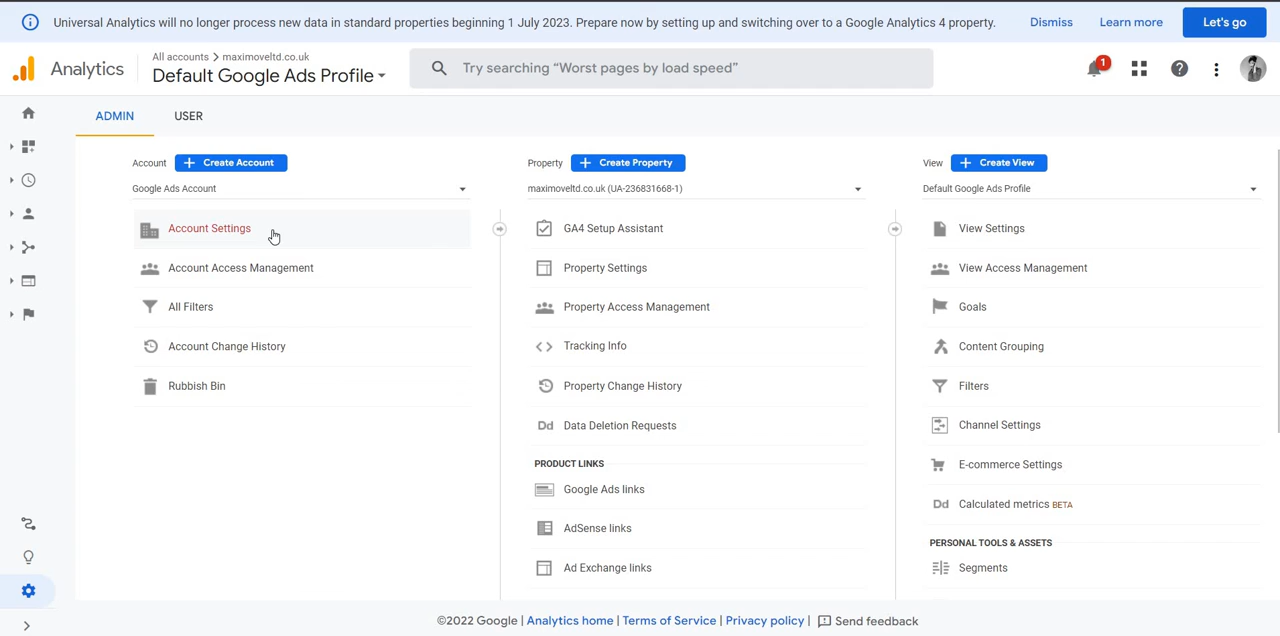 Universal Analytics will no longer process new data in standard properties beginning 1 July 2023. Prepare now by setting up and switching over to a Google Analytics 4 property.
Dismiss
Learn more
Let's go
Analytics
All accounts > maximoveltd.co.uk
Default Google Ads Profile
Try searching “Worst pages by load speed”
1
ADMIN
USER
Account
+ Create Account
Google Ads Account
Account Settings
Account Access Management
All Filters
Account Change History
Rubbish Bin
Property
+ Create Property
maximoveltd.co.uk (UA-236831668-1)
GA4 Setup Assistant
Property Settings
Property Access Management
Tracking Info
Property Change History
Dd Data Deletion Requests
PRODUCT LINKS
Google Ads links
AdSense links
Ad Exchange links
View
+ Create View
Default Google Ads Profile
View Settings
View Access Management
Goals
Content Grouping
Filters
Channel Settings
E-commerce Settings
Dd Calculated metrics BETA
PERSONAL TOOLS & ASSETS
Segments
©2022 Google | Analytics home | Terms of Service | Privacy policy | Send feedback